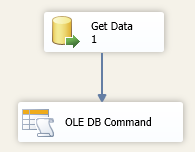 Get Data
1
OLE DB Command